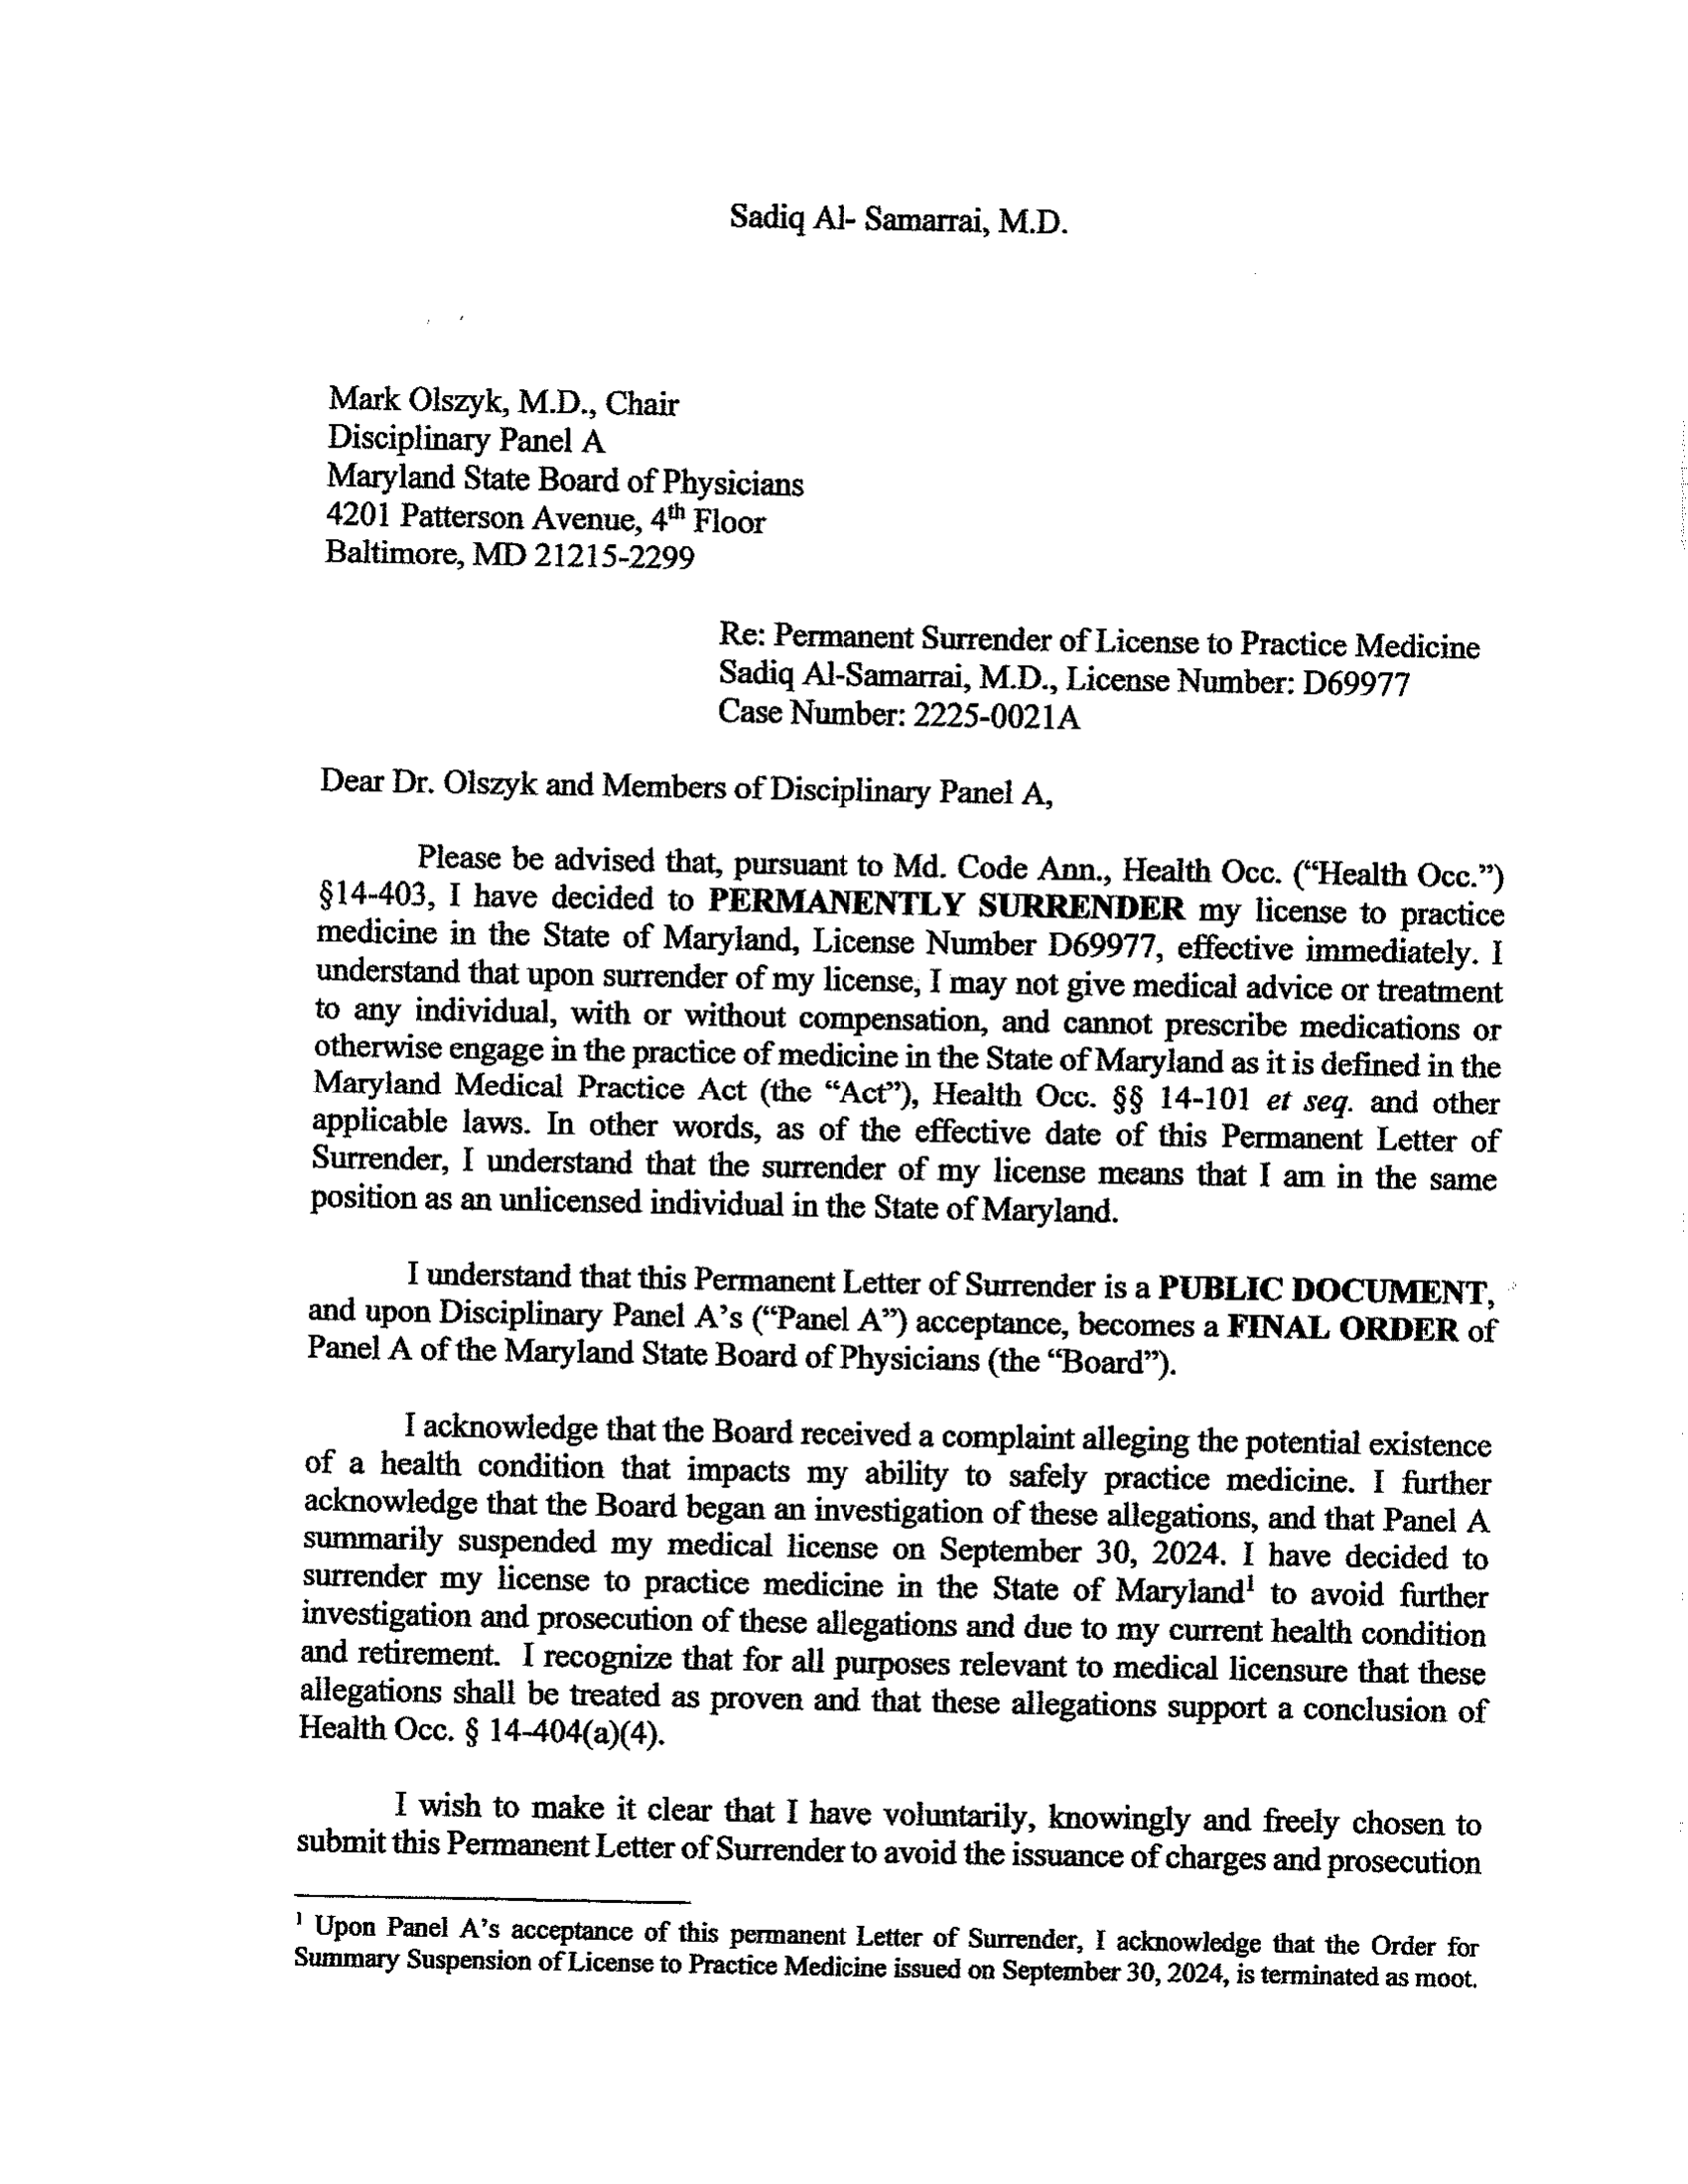 Sadiq Al- Samarrai, M.D.
Mark Olszyk, M.D., Chair
Disciplinary Panel A
Maryland State Board of Physicians
4201 Patterson Avenue, 4th Floor
Baltimore, MD 21215-2299
Re: Permanent Surrender of License to Practice Medicine
Sadiq Al-Samarrai, M.D., License Number: D69977
Case Number: 2225-0021A
Dear Dr. Olszyk and Members of Disciplinary Panel A,
Please be advised that, pursuant to Md. Code Ann., Health Occ. (“Health Occ.”)
§14-403, I have decided to PERMANENTLY SURRENDER my license to practice
medicine in the State of Maryland, License Number D69977, effective immediately. I
understand that upon surrender of my license, I may not give medical advice or treatment
to any individual, with or without compensation, and cannot prescribe medications or
otherwise engage in the practice of medicine in the State of Maryland as it is defined in the
Maryland Medical Practice Act (the “Act”), Health Occ. §§ 14-101 et seq. and other
applicable laws. In other words, as of the effective date of this Permanent Letter of
Surrender, I understand that the surrender of my license means that I am in the same
position as an unlicensed individual in the State of Maryland.
I understand that this Permanent Letter of Surrender is a PUBLIC DOCUMENT,
and upon Disciplinary Panel A’s (“Panel A”) acceptance, becomes a FINAL ORDER of
Panel A of the Maryland State Board of Physicians (the “Board”).
I acknowledge that the Board received a complaint alleging the potential existence
of a health condition that impacts my ability to safely practice medicine. I further
acknowledge that the Board began an investigation of these allegations, and that Panel A
summarily suspended my medical license on September 30, 2024. I have decided to
surrender my license to practice medicine in the State of Maryland1 to avoid further
investigation and prosecution of these allegations and due to my current health condition
and retirement. I recognize that for all purposes relevant to medical licensure that these
allegations shall be treated as proven and that these allegations support a conclusion of
Health Occ. § 14-404(a)(4).
I wish to make it clear that I have voluntarily, knowingly and freely chosen to
submit this Permanent Letter of Surrender to avoid the issuance of charges and prosecution
1 Upon Panel A’s acceptance of this permanent Letter of Surrender, I acknowledge that the Order for
Summary Suspension of License to Practice Medicine issued on September 30, 2024, is terminated as moot.